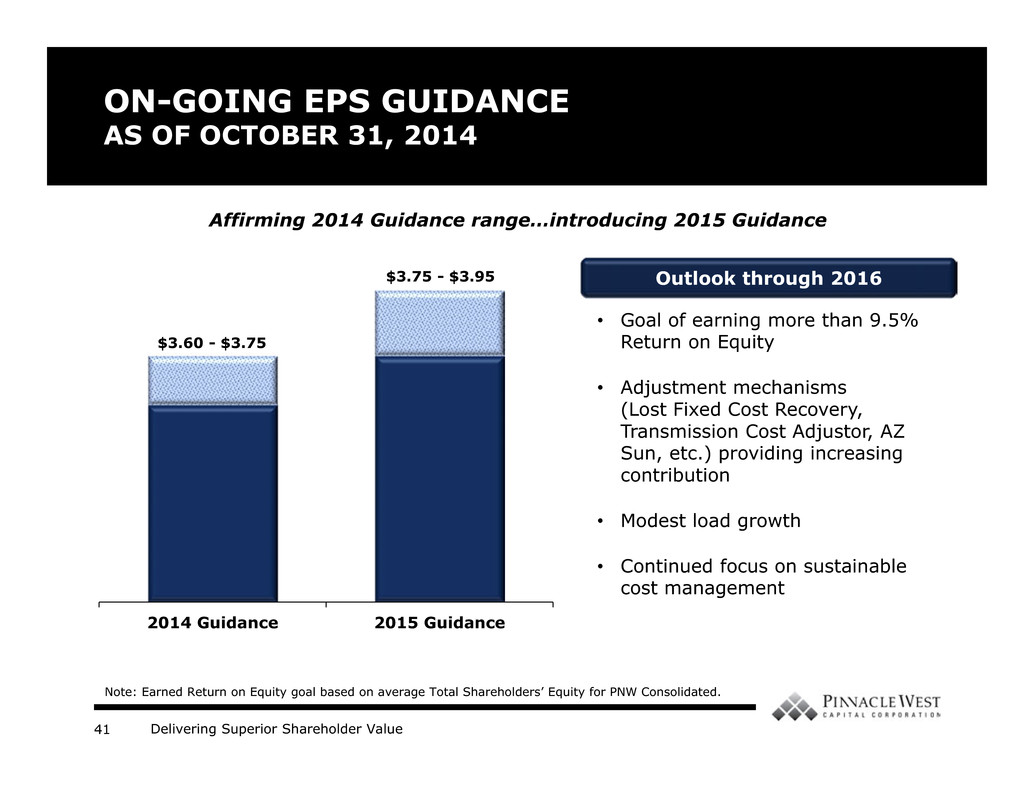 ON-GOING EPS GUIDANCE
AS OF OCTOBER 31, 2014
Affirming 2014 Guidance range…introducing 2015 Guidance
$3.60 - $3.75
$3.75 - $3.95
2014 Guidance
2015 Guidance
Outlook through 2016
• Goal of earning more than 9.5%
Return on Equity
• Adjustment mechanisms
(Lost Fixed Cost Recovery,
Transmission Cost Adjustor, AZ
Sun, etc.) providing increasing
contribution
• Modest load growth
• Continued focus on sustainable
cost management
Note: Earned Return on Equity goal based on average Total Shareholders’ Equity for PNW Consolidated.
PINNACLE WEST
CAPITAL CORPORATION
41 Delivering Superior Shareholder Value